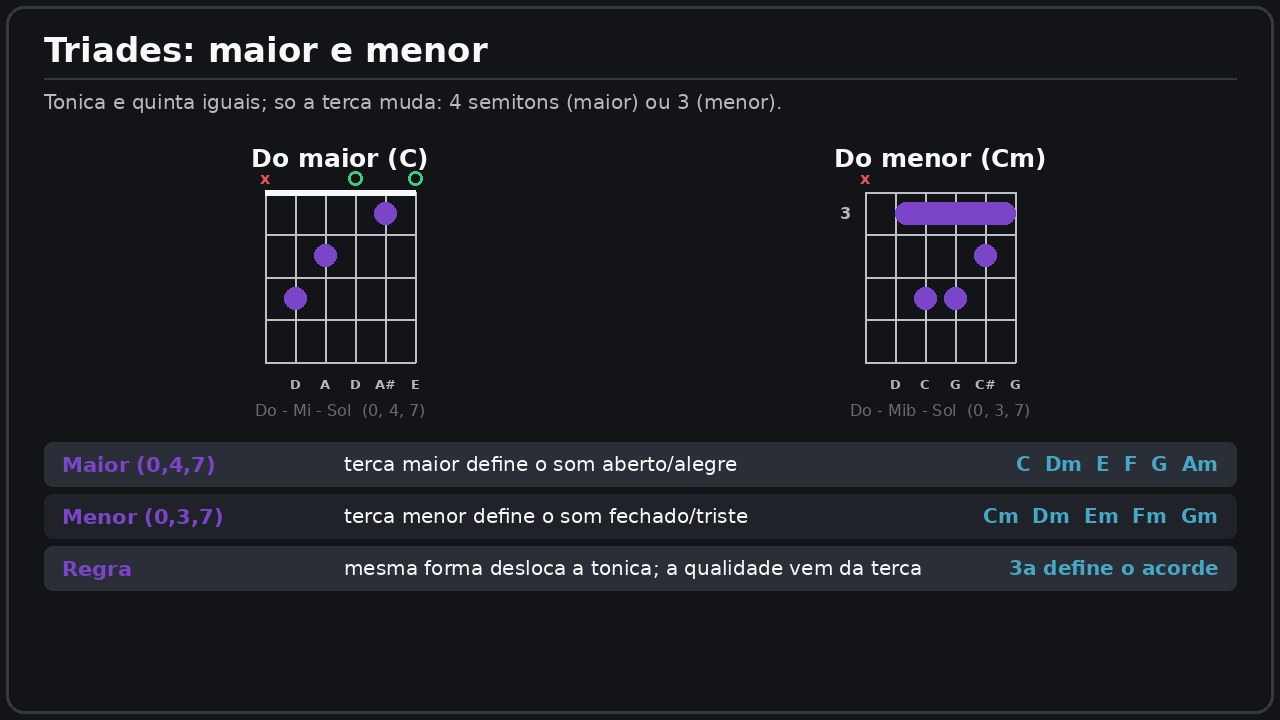 Triades: maior e menor
Tonica e quinta iguais; so a terca muda: 4 semitons (maior) ou 3 (menor).
Do maior (C)
x
D A D A# E
Do - Mi - Sol (0, 4, 7)
Do menor (Cm)
x
3
D C G C# G
Do - Mib - Sol (0, 3, 7)
Maior (0,4,7) terca maior define o som aberto/alegre C Dm E F G Am
Menor (0,3,7) terca menor define o som fechado/triste Cm Dm Em Fm Gm
Regra mesma forma desloca a tonica; a qualidade vem da terca 3a define o acorde